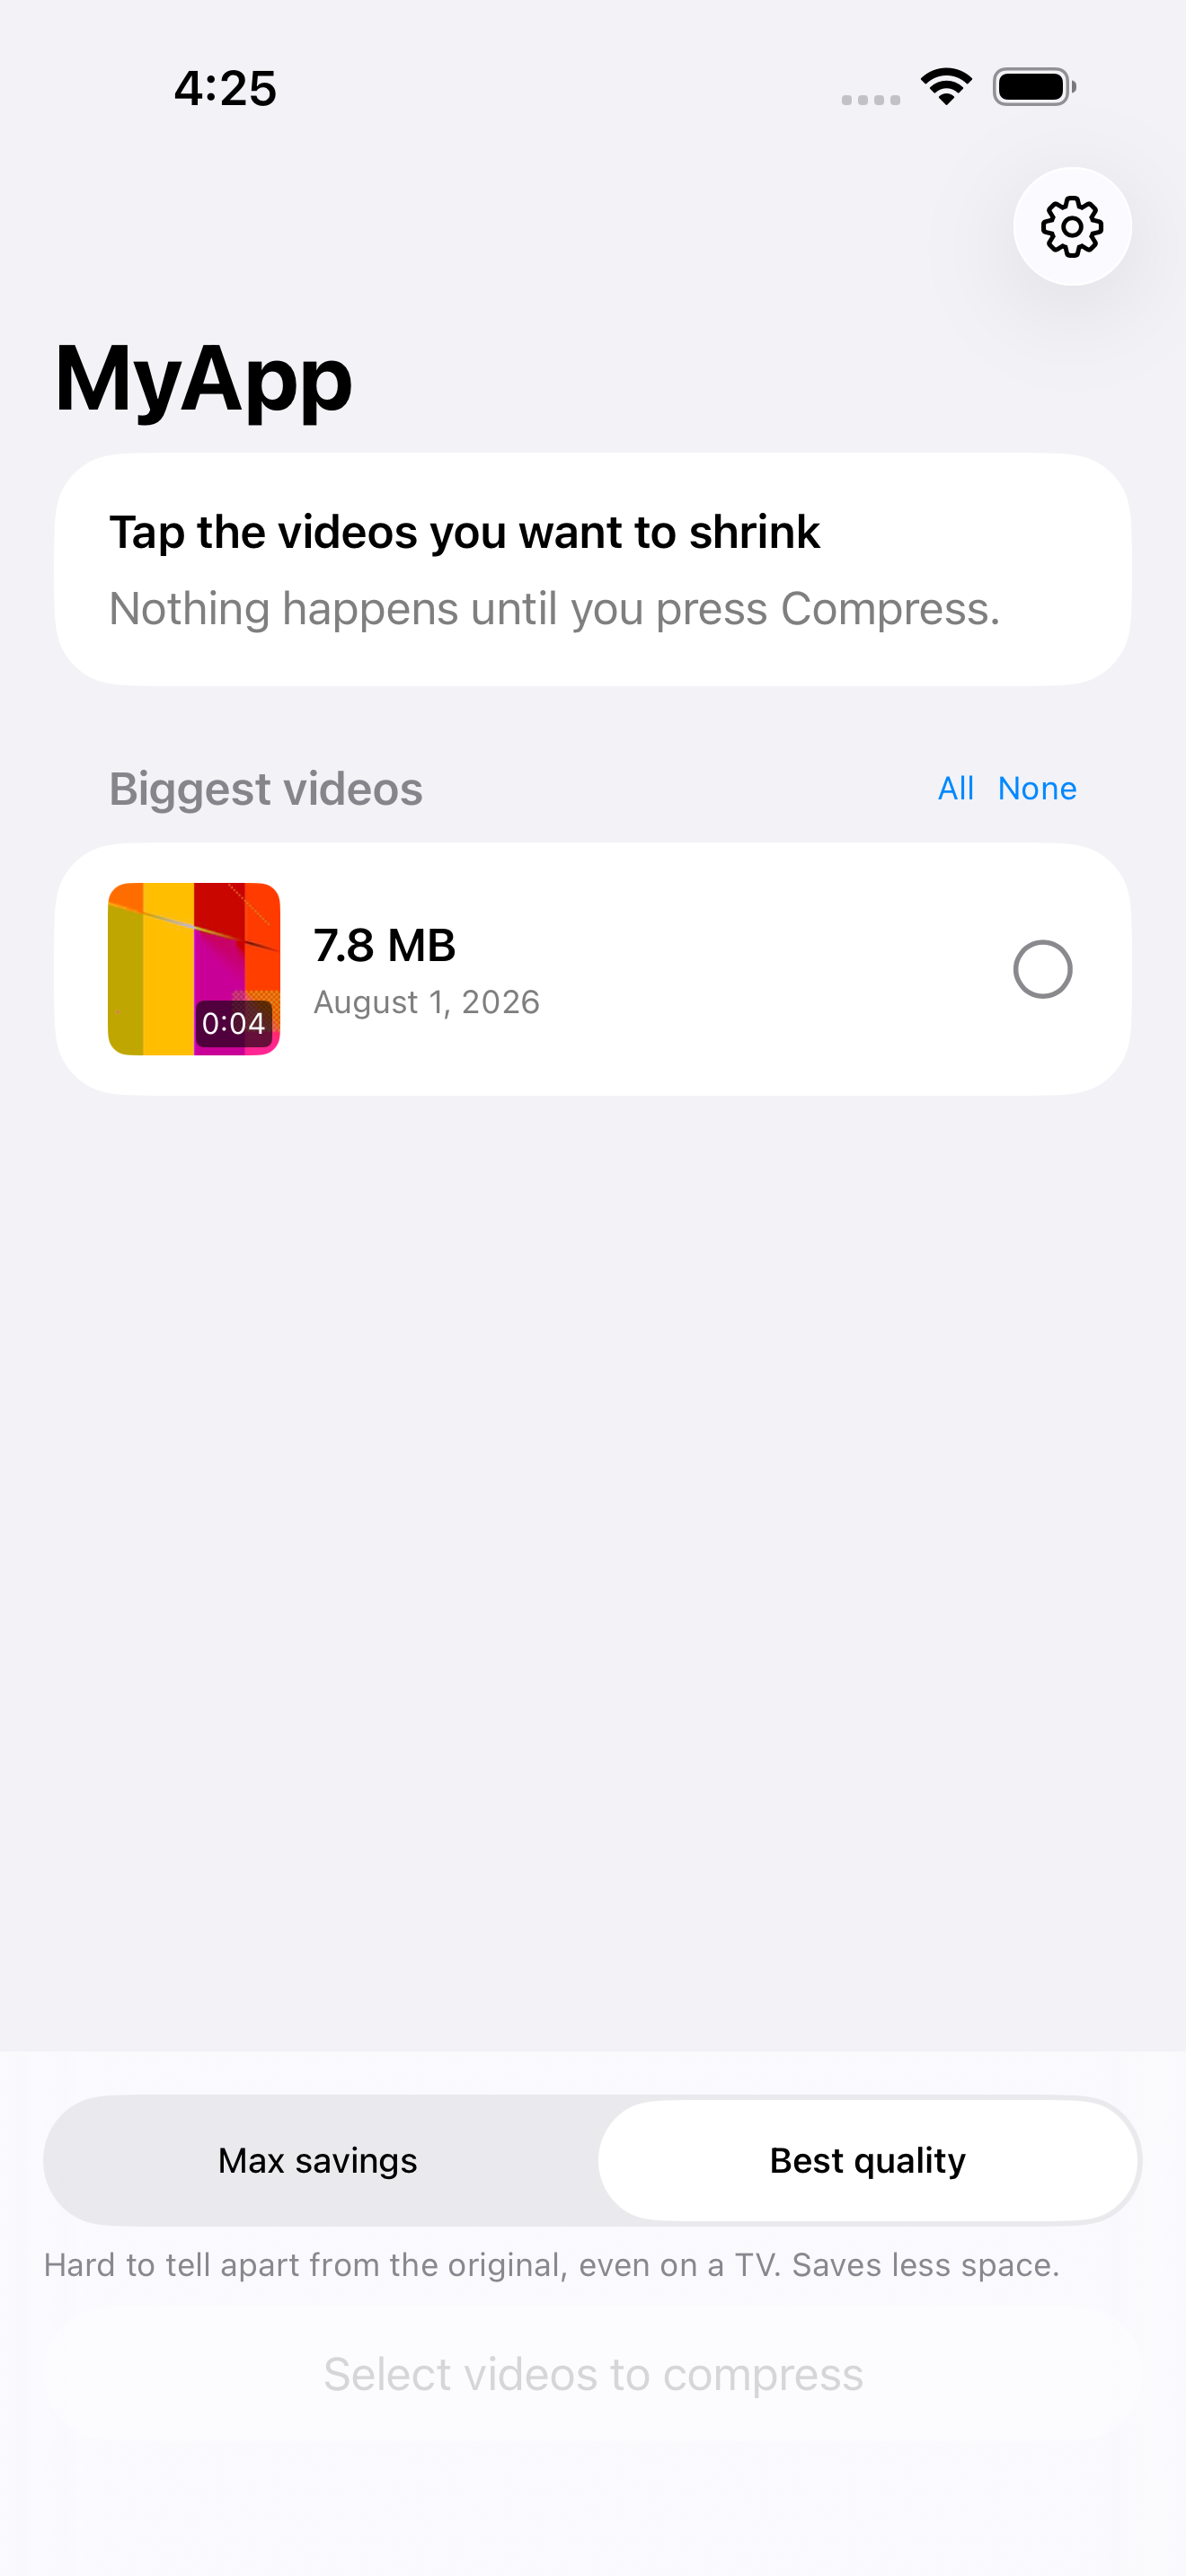 4:25
MyApp
Tap the videos you want to shrink
Nothing happens until you press Compress.
Biggest videos
All None
7.8 MB
August 1, 2026
0:04
Max savings
Best quality
Hard to tell apart from the original, even on a TV. Saves less space.
Select videos to compress